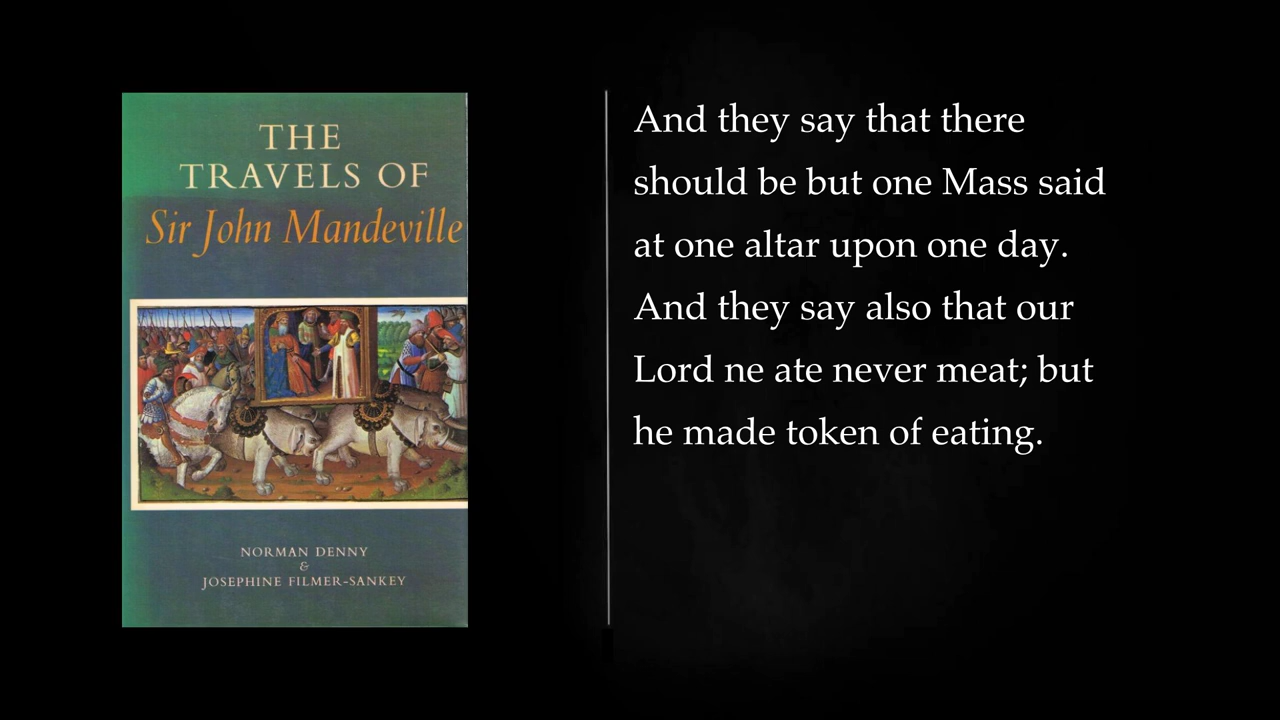 THE
TRAVELS OF
Sir John Mandeville
NORMAN DENNY
&
JOSEPHINE FILMER-SANKEY
And they say that there
should be but one Mass said
at one altar upon one day.
And they say also that our
Lord ne ate never meat; but
he made token of eating.